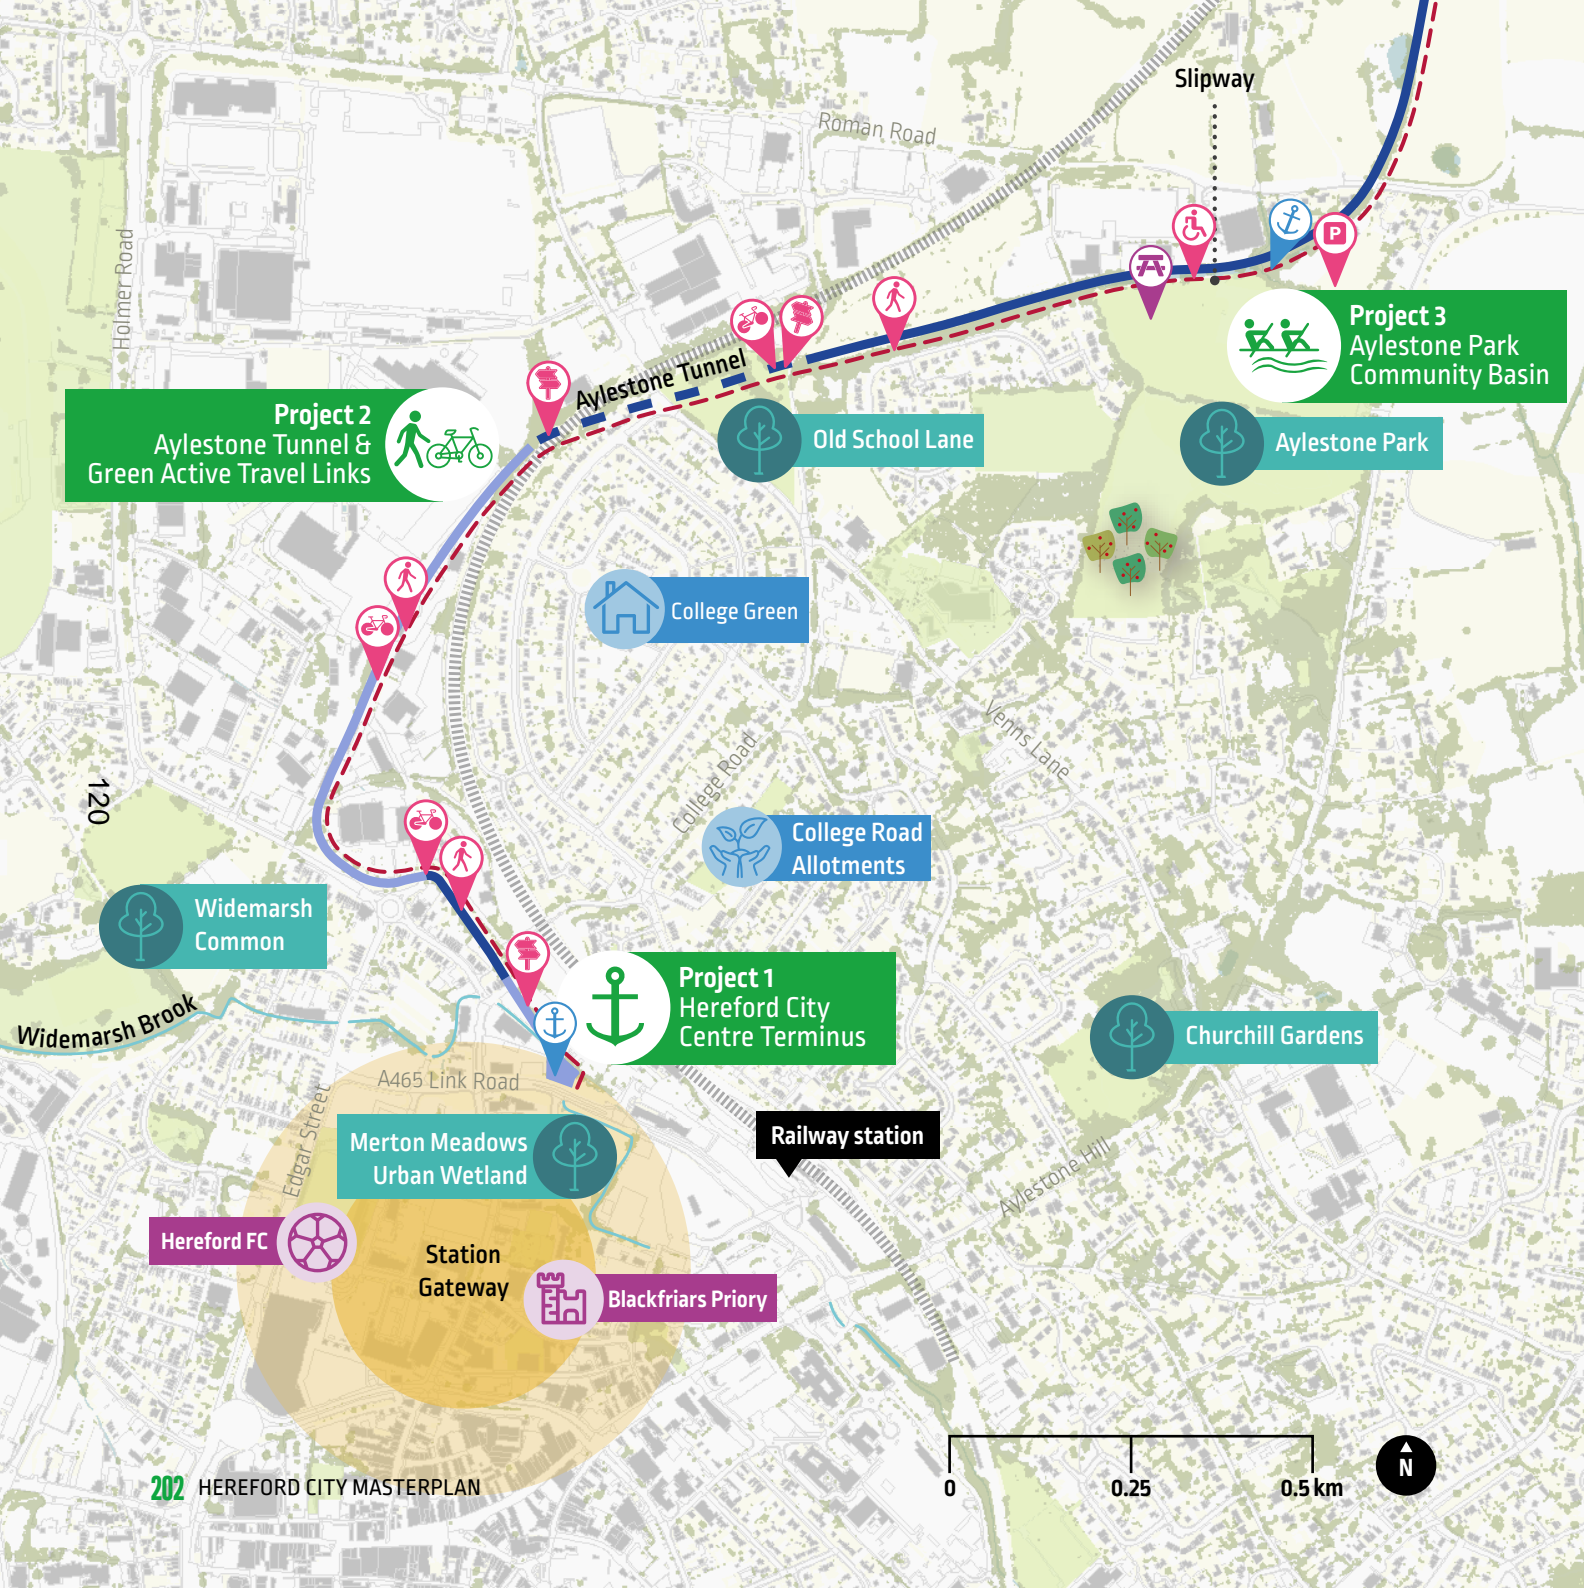 Slipway
Roman Road
P
Holmer Road
Project 3
Aylestone Park
Community Basin
Aylestone Tunnel
Project 2
Aylestone Tunnel &
Green Active Travel Links
Old School Lane
Aylestone Park
College Green
Venns Lane
College Road
120
College Road
Allotments
Widemarsh
Common
Project 1
Hereford City
Centre Terminus
Widemarsh Brook
Churchill Gardens
A465 Link Road
Edgar Street
Merton Meadows
Urban Wetland
Railway station
Aylestone Hill
Hereford FC
Station
Gateway
Blackfriars Priory
202 HEREFORD CITY MASTERPLAN
0 0.25 0.5 km
N